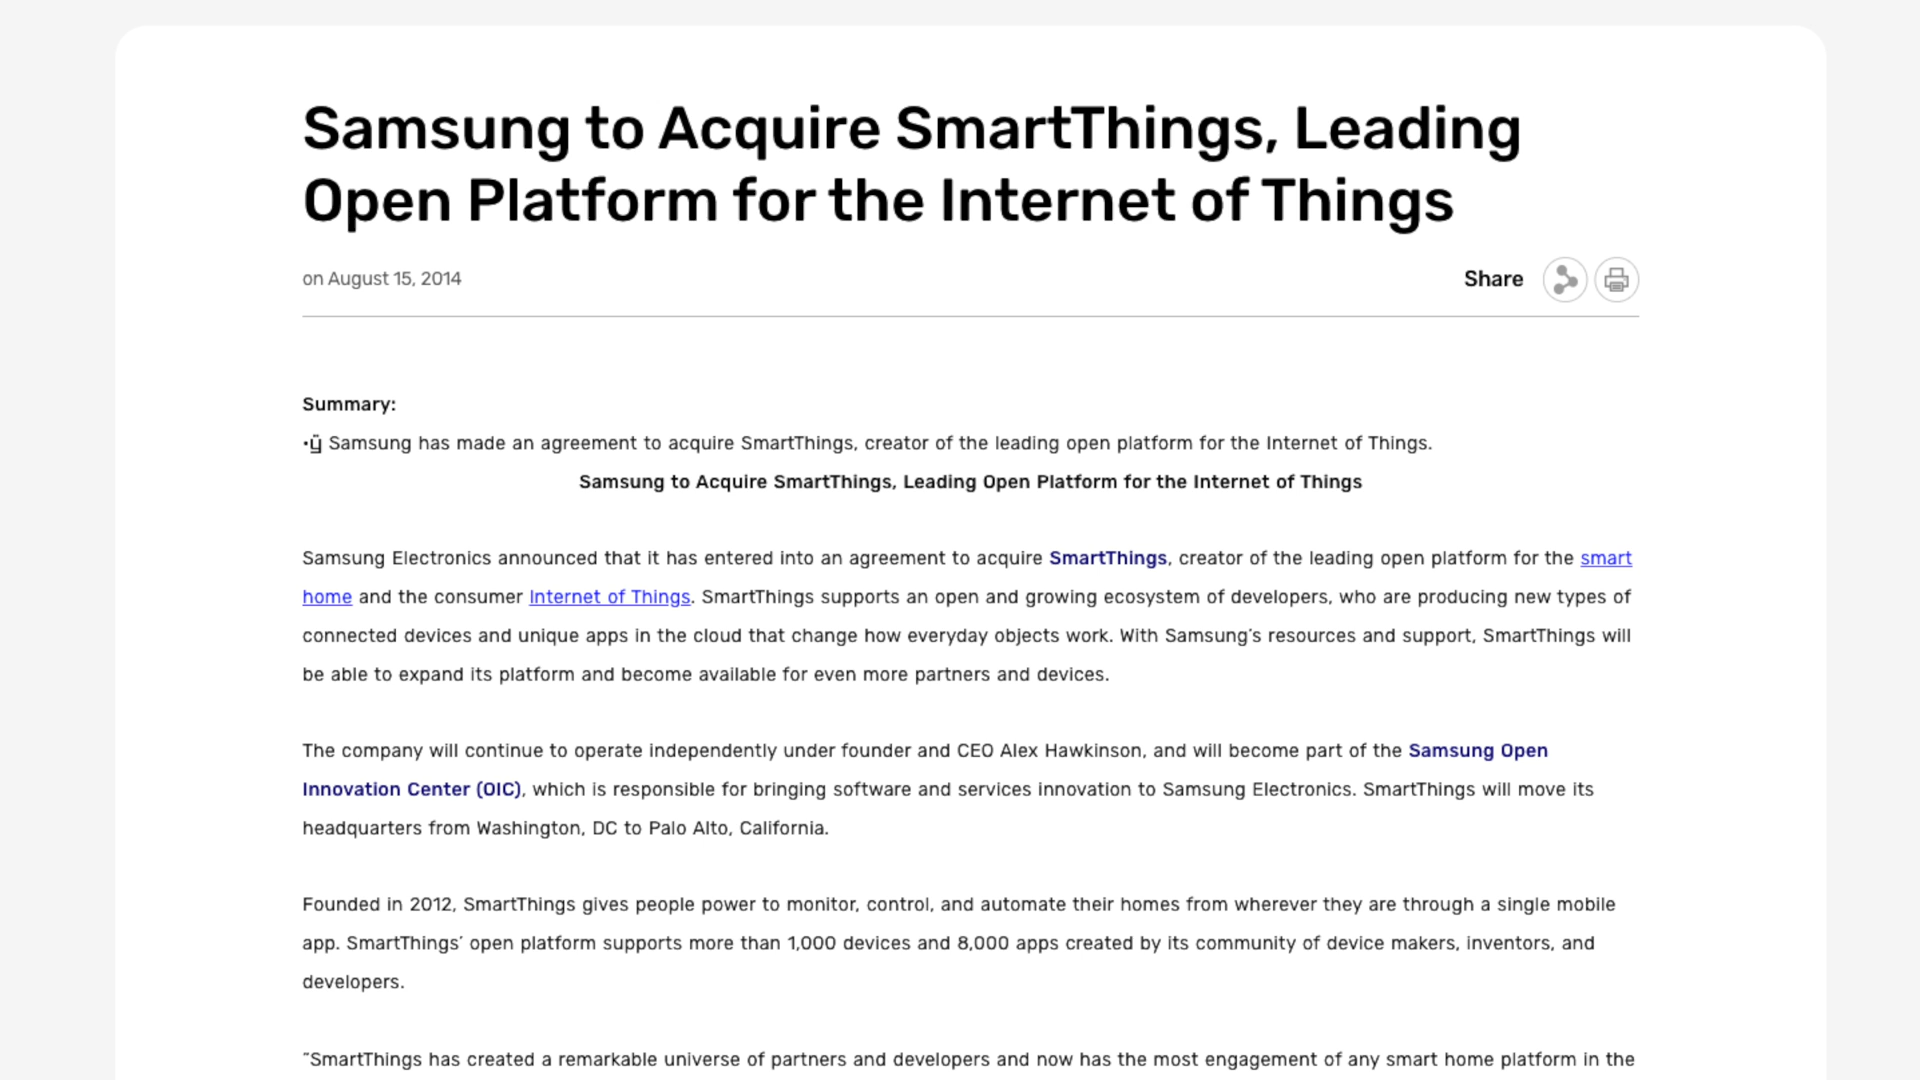 Samsung to Acquire SmartThings, Leading
Open Platform for the Internet of Things
on August 15, 2014
Share
Summary:
·ÿ Samsung has made an agreement to acquire SmartThings, creator of the leading open platform for the Internet of Things.
Samsung to Acquire SmartThings, Leading Open Platform for the Internet of Things
Samsung Electronics announced that it has entered into an agreement to acquire SmartThings, creator of the leading open platform for the smart
home and the consumer Internet of Things. SmartThings supports an open and growing ecosystem of developers, who are producing new types of
connected devices and unique apps in the cloud that change how everyday objects work. With Samsung’s resources and support, SmartThings will
be able to expand its platform and become available for even more partners and devices.
The company will continue to operate independently under founder and CEO Alex Hawkinson, and will become part of the Samsung Open
Innovation Center (OIC), which is responsible for bringing software and services innovation to Samsung Electronics. SmartThings will move its
headquarters from Washington, DC to Palo Alto, California.
Founded in 2012, SmartThings gives people power to monitor, control, and automate their homes from wherever they are through a single mobile
app. SmartThings’ open platform supports more than 1,000 devices and 8,000 apps created by its community of device makers, inventors, and
developers.
“SmartThings has created a remarkable universe of partners and developers and now has the most engagement of any smart home platform in the